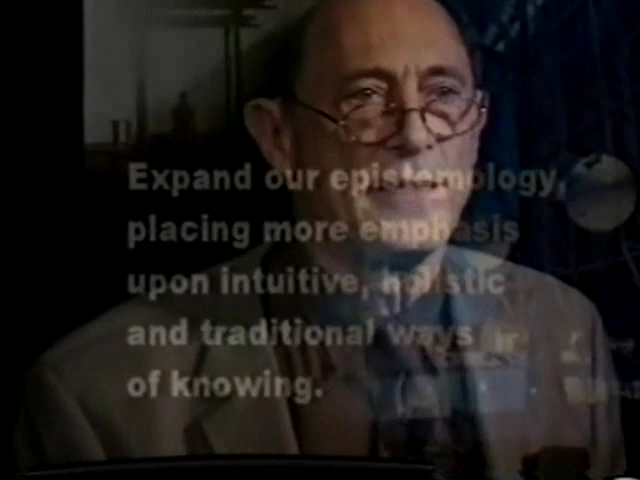 Expand our epistemology,
placing more emphasis
upon intuitive, holistic
and traditional ways
of knowing.